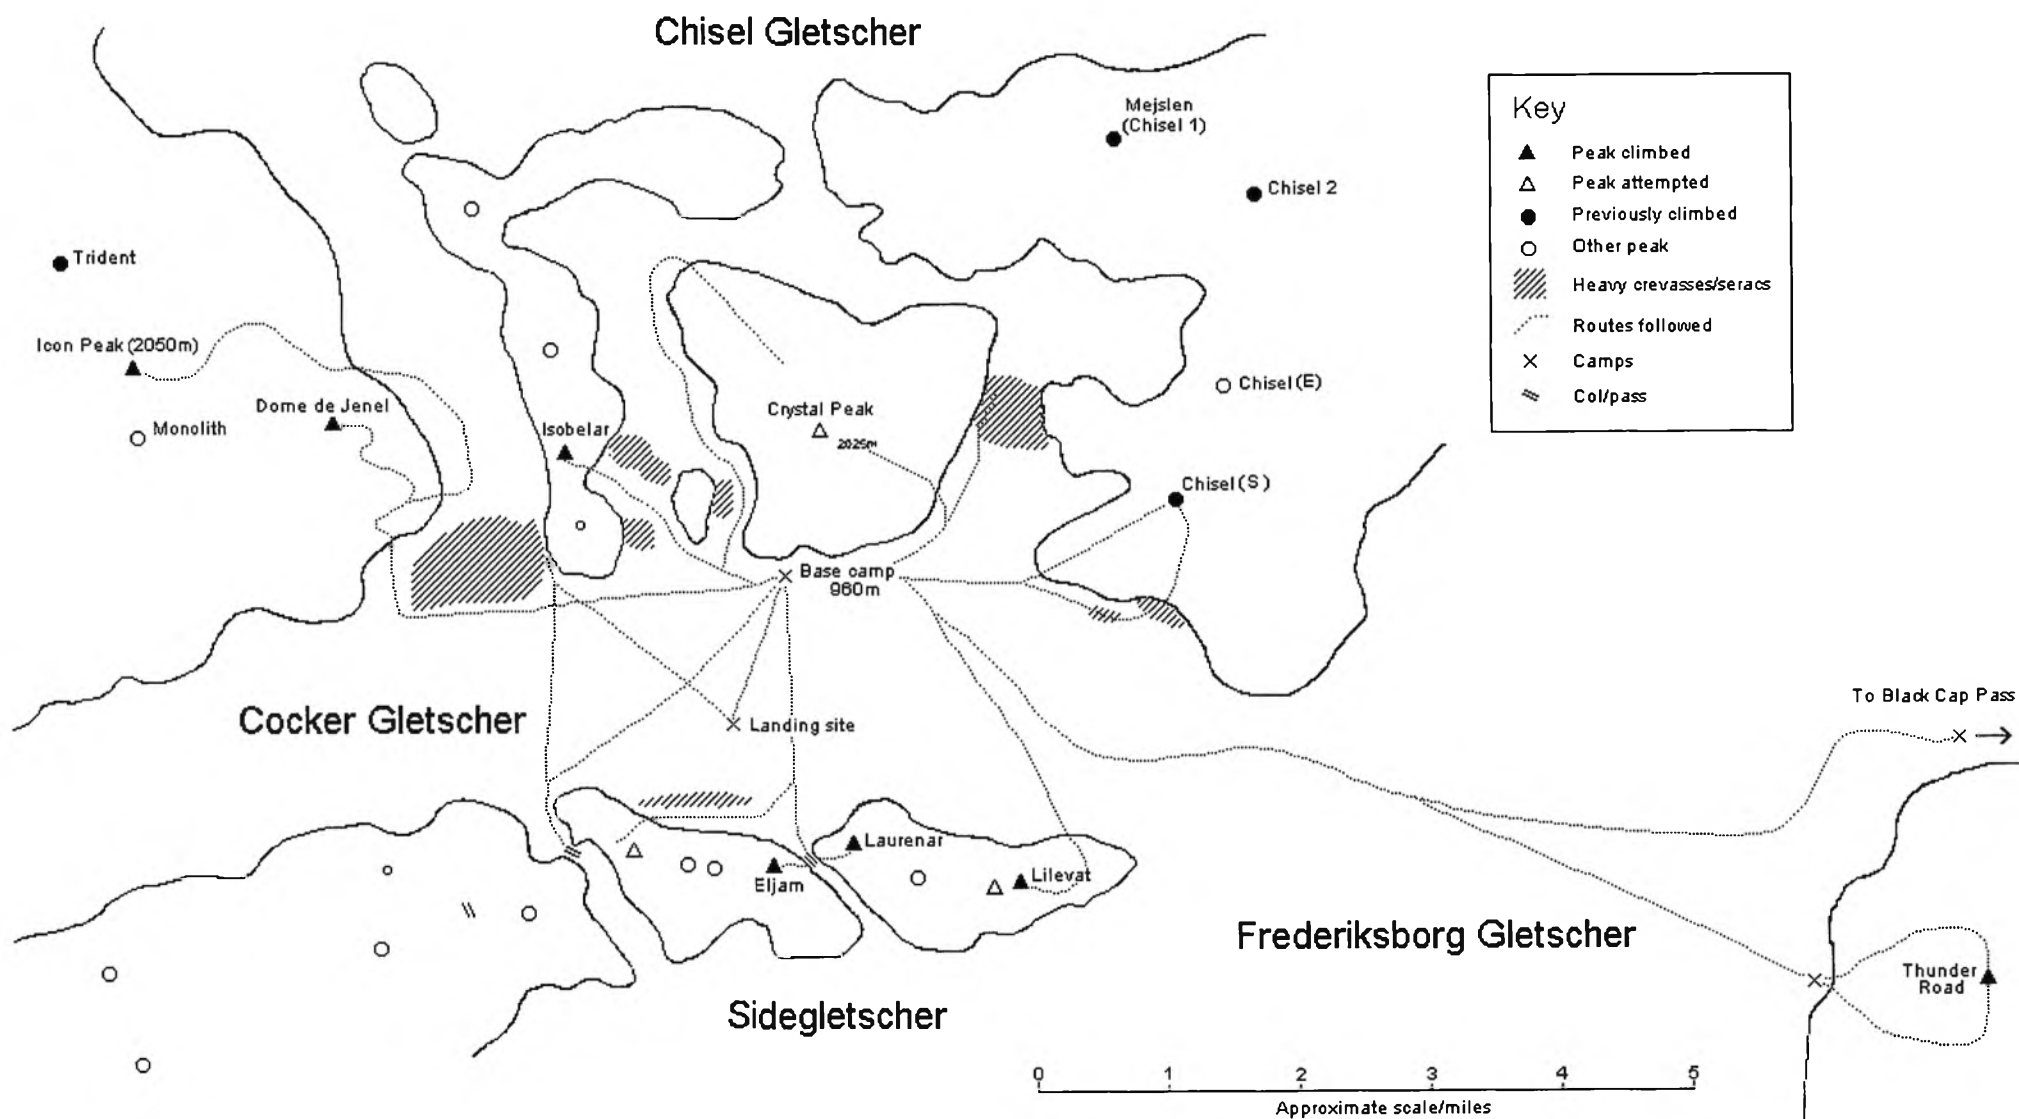 Chisel Gletscher
Mejslen
(Chisel 1)
Chisel 2
Key
Peak climbed
Peak attempted
Previously climbed
Other peak
Heavy crevasses/seracs
Routes followed
Camps
Col/pass
Trident
Icon Peak (2050m)
Dome de Jenel
Monolith
Isobelar
Crystal Peak
2025m
Chisel (E)
Chisel (S)
Base camp
960m
To Black Cap Pass
Cocker Gletscher
Landing site
Laurenar
Eljam
Lilevat
Frederiksborg Gletscher
Thunder
Road
Sidegletscher
0 1 2 3 4 5
Approximate scale/miles